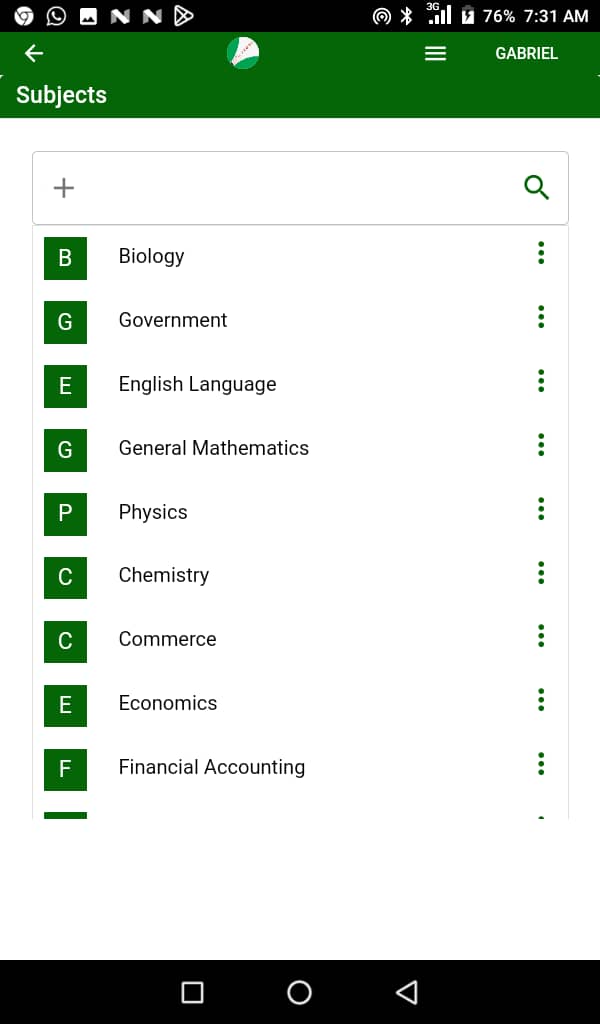 3G 76% 7:31 AM
GABRIEL
Subjects
B Biology
G Government
E English Language
G General Mathematics
P Physics
C Chemistry
C Commerce
E Economics
F Financial Accounting